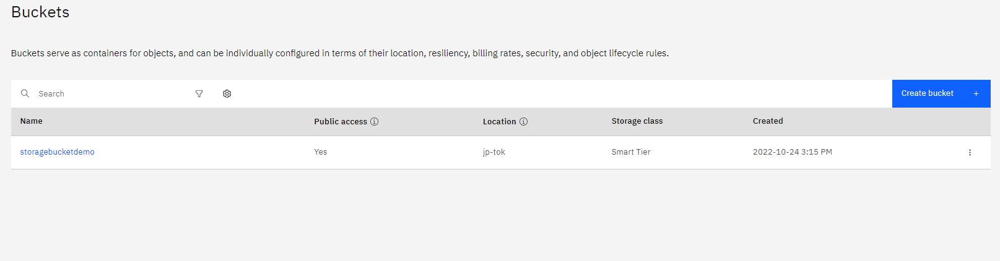 Buckets
Buckets serve as containers for objects, and can be individually configured in terms of their location, resiliency, billing rates, security, and object lifecycle rules.
Search Create bucket +
Name Public access Location Storage class Created
storagebucketdemo Yes jp-tok Smart Tier 2022-10-24 3:15 PM